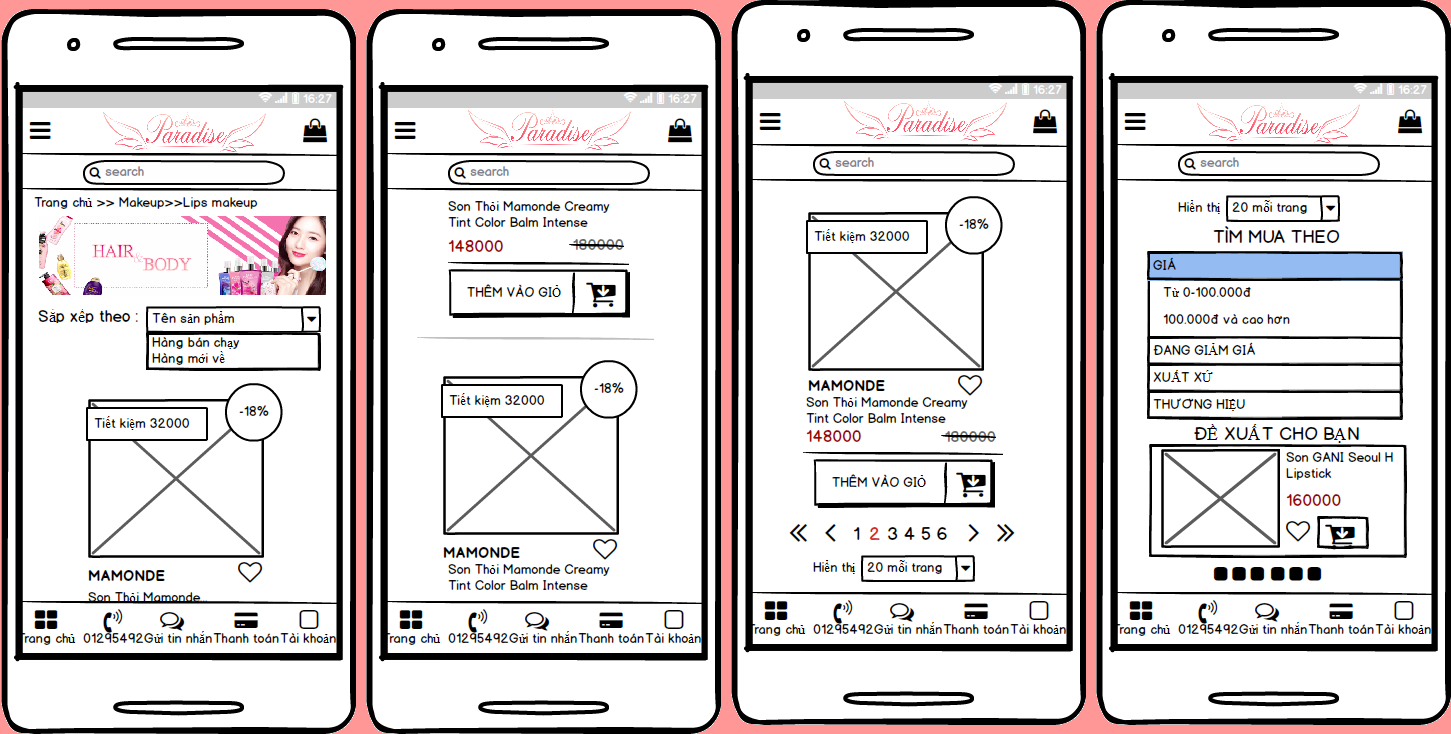 16:27
Paradise
search
Trang chủ >> Makeup>>Lips makeup
HAIR
&
BODY
Sắp xếp theo :
Tên sản phẩm
Hàng bán chạy
Hàng mới về
Tiết kiệm 32000
-18%
MAMONDE
Son Thỏi Mamonde...
Trang chủ
01295492
Gửi tin nhắn
Thanh toán
Tài khoản
16:27
Paradise
search
Son Thỏi Mamonde Creamy
Tint Color Balm Intense
148000
180000
THÊM VÀO GIỎ
Tiết kiệm 32000
-18%
MAMONDE
Son Thỏi Mamonde Creamy
Tint Color Balm Intense
Trang chủ
01295492
Gửi tin nhắn
Thanh toán
Tài khoản
16:27
Paradise
search
Tiết kiệm 32000
-18%
MAMONDE
Son Thỏi Mamonde Creamy
Tint Color Balm Intense
148000
180000
THÊM VÀO GIỎ
1 2 3 4 5 6
Hiển thị
20 mỗi trang
Trang chủ
01295492
Gửi tin nhắn
Thanh toán
Tài khoản
16:27
Paradise
search
Hiển thị
20 mỗi trang
TÌM MUA THEO
GIÁ
Từ 0-100.000đ
100.000đ và cao hơn
ĐANG GIẢM GIÁ
XUẤT XỨ
THƯƠNG HIỆU
ĐỀ XUẤT CHO BẠN
Son GANI Seoul H
Lipstick
160000
Trang chủ
01295492
Gửi tin nhắn
Thanh toán
Tài khoản